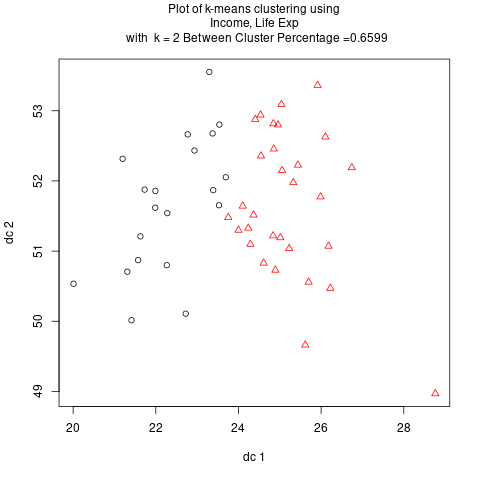 Plot of k-means clustering using
Income, Life Exp
with  k = 2 Between Cluster Percentage =0.6599
53
52
51
50
49
dc 2
20 22 24 26 28
dc 1